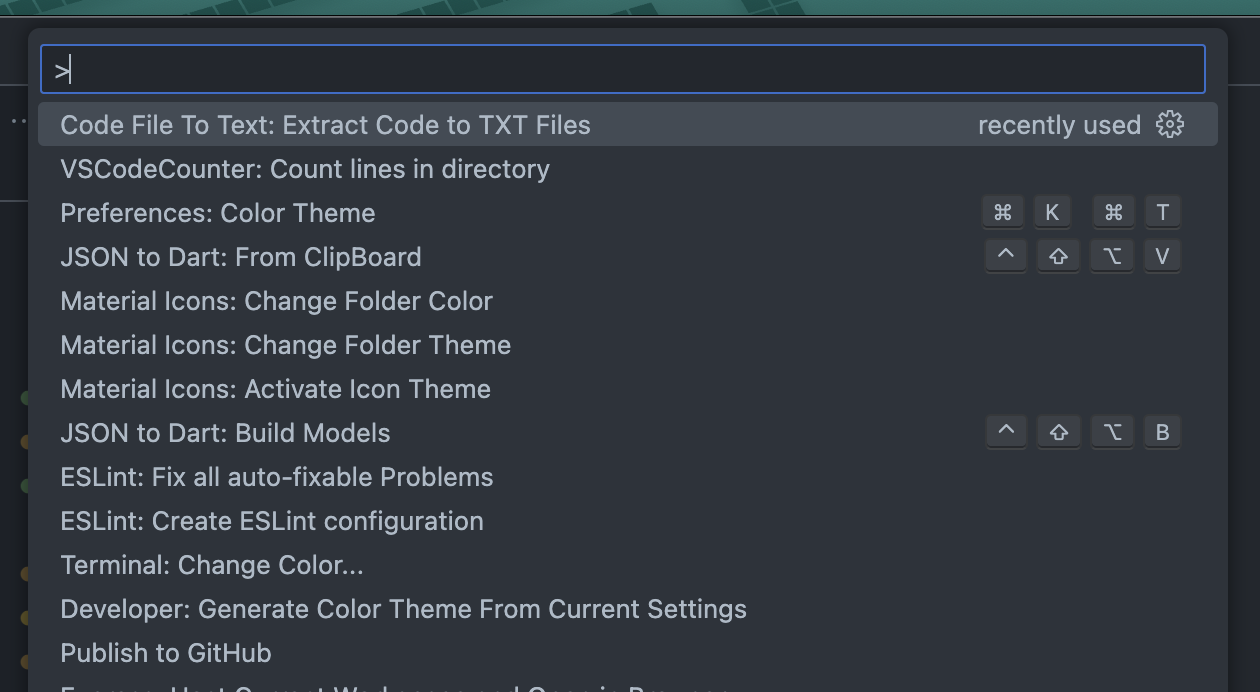 >
Code File To Text: Extract Code to TXT Files recently used
VSCodeCounter: Count lines in directory
Preferences: Color Theme ⌘ K ⌘ T
JSON to Dart: From ClipBoard ^ ⇧ ⌥ V
Material Icons: Change Folder Color
Material Icons: Change Folder Theme
Material Icons: Activate Icon Theme
JSON to Dart: Build Models ^ ⇧ ⌥ B
ESLint: Fix all auto-fixable Problems
ESLint: Create ESLint configuration
Terminal: Change Color...
Developer: Generate Color Theme From Current Settings
Publish to GitHub